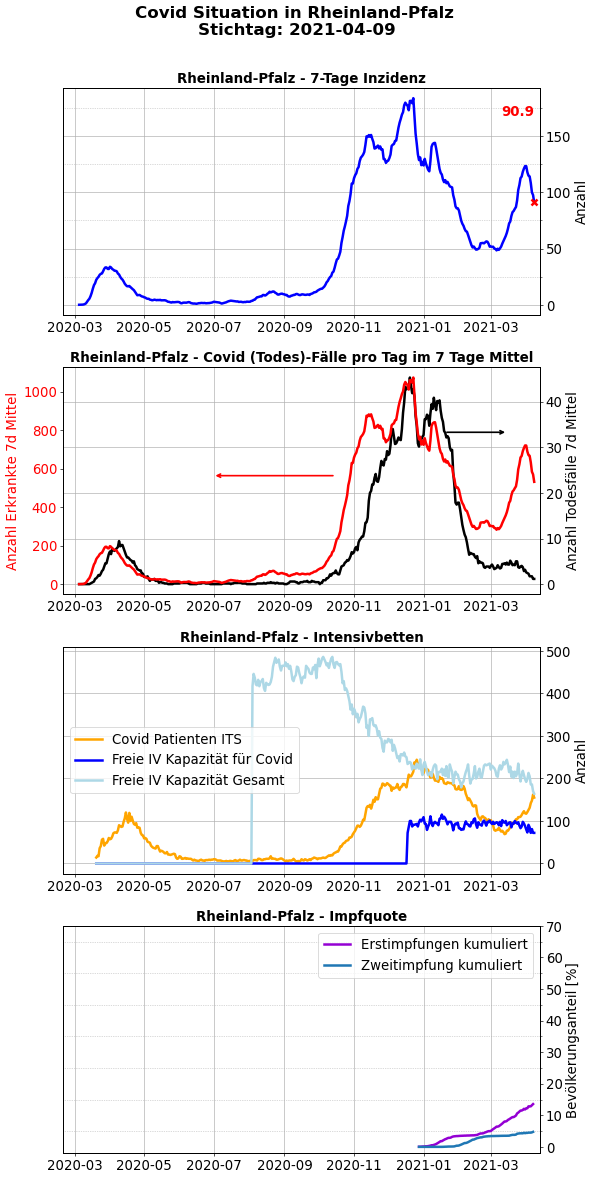 Covid Situation in Rheinland-Pfalz
Stichtag: 2021-04-09
Rheinland-Pfalz - 7-Tage Inzidenz
90.9
150
100
50
0
Anzahl
2020-03 2020-05 2020-07 2020-09 2020-11 2021-01 2021-03
Rheinland-Pfalz - Covid (Todes)-Fälle pro Tag im 7 Tage Mittel
Anzahl Erkrankte 7d Mittel
1000
800
600
400
200
0
40
30
20
10
0
Anzahl Todesfälle 7d Mittel
2020-03 2020-05 2020-07 2020-09 2020-11 2021-01 2021-03
Rheinland-Pfalz - Intensivbetten
Covid Patienten ITS
Freie IV Kapazität für Covid
Freie IV Kapazität Gesamt
500
400
300
200
100
0
Anzahl
2020-03 2020-05 2020-07 2020-09 2020-11 2021-01 2021-03
Rheinland-Pfalz - Impfquote
Erstimpfungen kumuliert
Zweitimpfung kumuliert
70
60
50
40
30
20
10
0
Bevölkerungsanteil [%]
2020-03 2020-05 2020-07 2020-09 2020-11 2021-01 2021-03